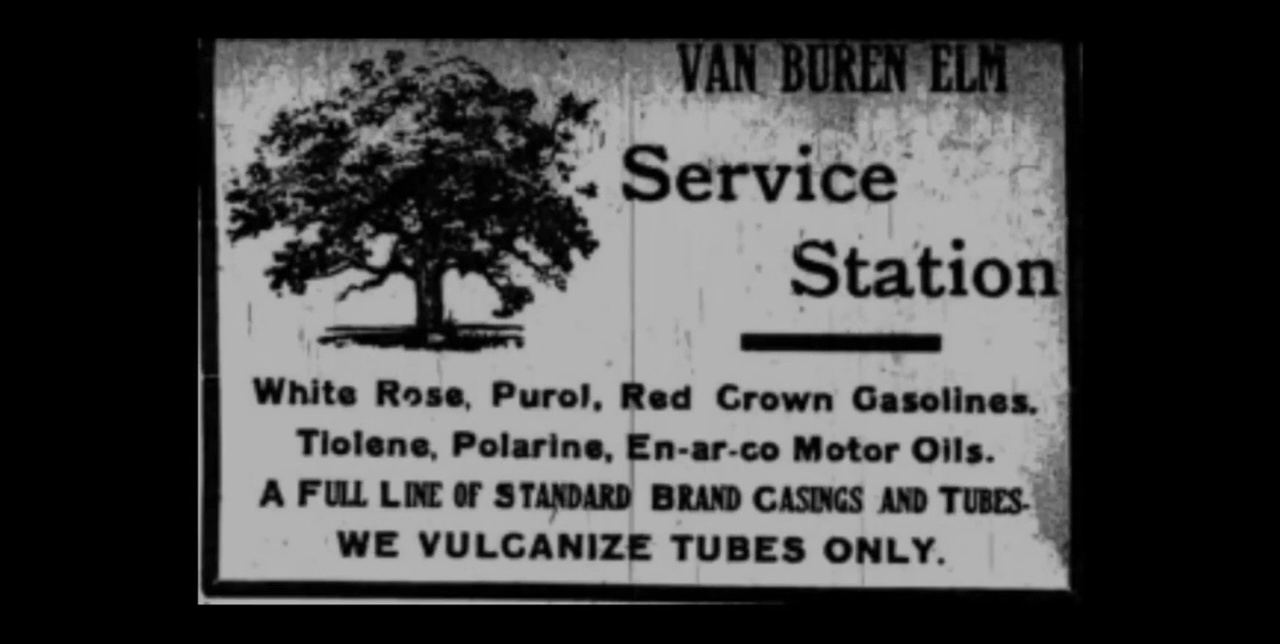 VAN BUREN ELM
Service
Station
White Rose, Purol, Red Crown Gasolines.
Tiolene, Polarine, En-ar-co Motor Oils.
A FULL LINE OF STANDARD BRAND CASINGS AND TUBES-
WE VULCANIZE TUBES ONLY.